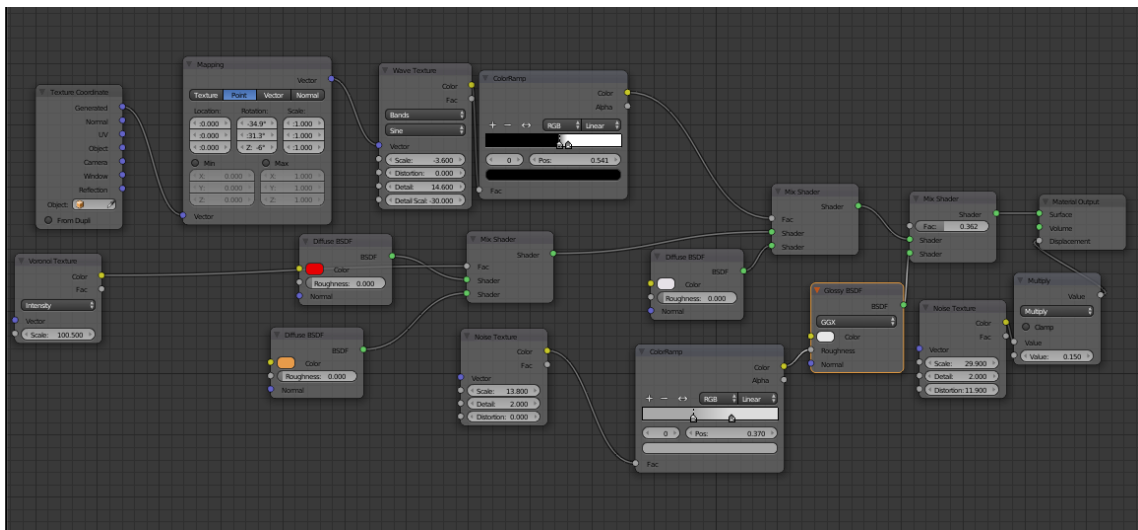 Texture Coordinate
Generated
Normal
UV
Object
Camera
Window
Reflection
Object:
From Dupli
Mapping
Vector
Texture Point Vector Normal
Location: Rotation: Scale:
:0.000 -34.9° :1.000
:0.000 :31.3° :1.000
:0.000 Z: -6° :1.000
Min Max
X: 0.000 X: 1.000
Y: 0.000 Y: 1.000
Z: 0.000 Z: 1.000
Vector
Wave Texture
Color
Fac
Bands
Sine
Vector
Scale: -3.600
Distortion: 0.000
Detail: 14.600
Detail Scal: -30.000
ColorRamp
Color
Alpha
RGB Linear
0 Pos: 0.541
Fac
Voronoi Texture
Color
Fac
Intensity
Vector
Scale: 100.500
Diffuse BSDF
BSDF
Color
Roughness: 0.000
Normal
Diffuse BSDF
BSDF
Color
Roughness: 0.000
Normal
Mix Shader
Shader
Fac
Shader
Shader
Noise Texture
Color
Fac
Vector
Scale: 13.800
Detail: 2.000
Distortion: 0.000
Diffuse BSDF
BSDF
Color
Roughness: 0.000
Normal
ColorRamp
Color
Alpha
RGB Linear
0 Pos: 0.370
Fac
Mix Shader
Shader
Fac
Shader
Shader
Glossy BSDF
BSDF
GGX
Color
Roughness
Normal
Mix Shader
Shader
Fac: 0.362
Shader
Shader
Noise Texture
Color
Fac
Vector
Scale: 29.900
Detail: 2.000
Distortion: 11.900
Material Output
Surface
Volume
Displacement
Multiply
Value
Multiply
Clamp
Value
Value: 0.150